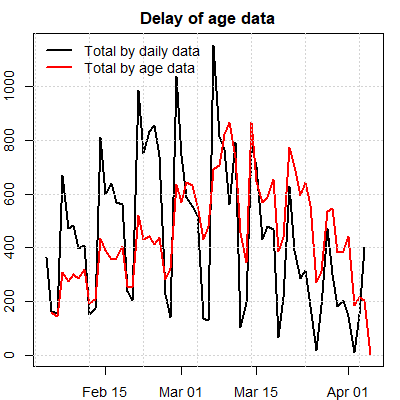 Delay of age data
Total by daily data
Total by age data
1000
800
600
400
200
0
Feb 15 Mar 01 Mar 15 Apr 01